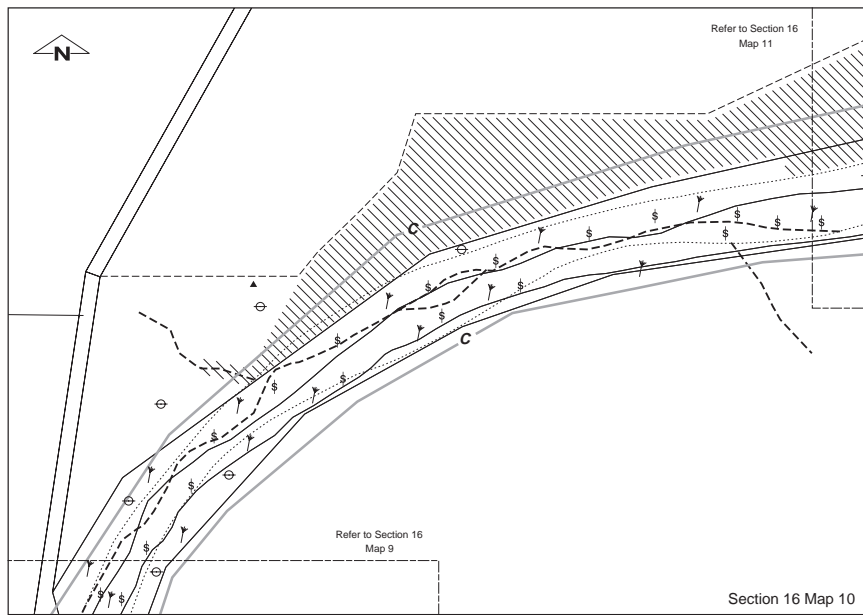 Refer to Section 16
Map 11
N
C
C
Refer to Section 16
Map 9
Section 16 Map 10